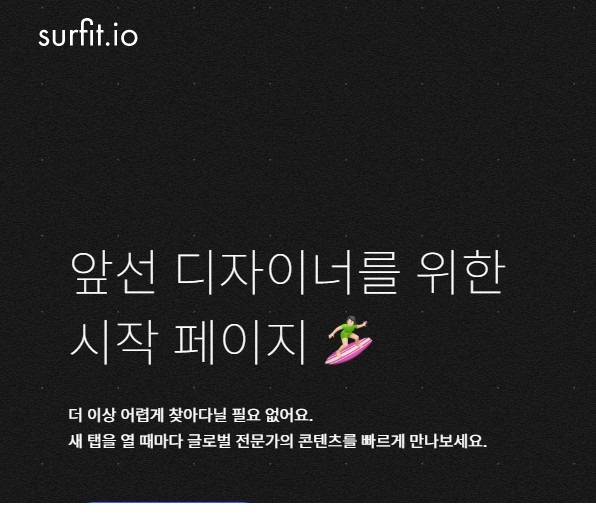 surfit.io
앞선 디자이너를 위한
시작 페이지 🏄
더 이상 어렵게 찾아다닐 필요 없어요.
새 탭을 열 때마다 글로벌 전문가의 콘텐츠를 빠르게 만나보세요.